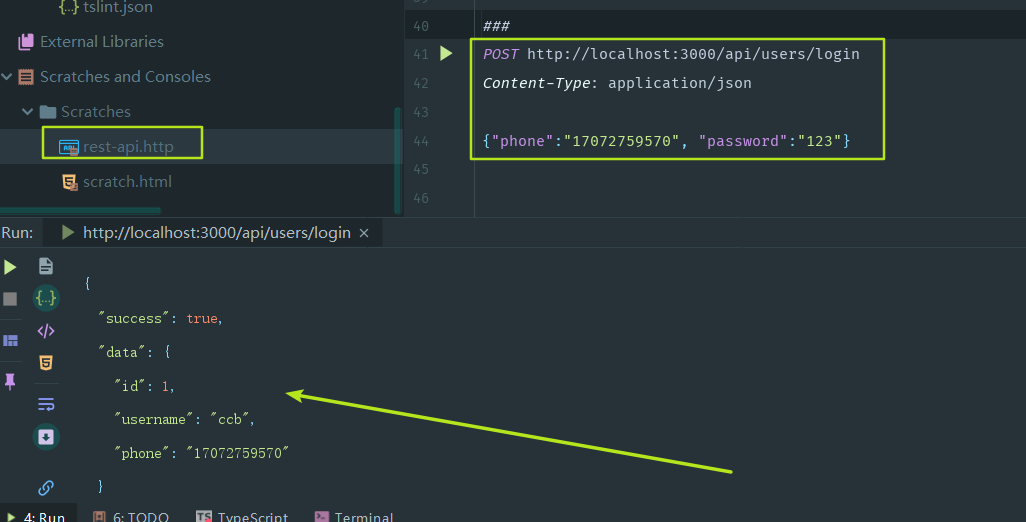 tslint.json
External Libraries
Scratches and Consoles
Scratches
rest-api.http
scratch.html
40 ###
41 POST http://localhost:3000/api/users/login
42 Content-Type: application/json
43
44 {"phone":"17072759570", "password":"123"}
45
46
Run: http://localhost:3000/api/users/login ×
{
"success": true,
"data": {
"id": 1,
"username": "ccb",
"phone": "17072759570"
}
4: Run 6: TODO TypeScript Terminal